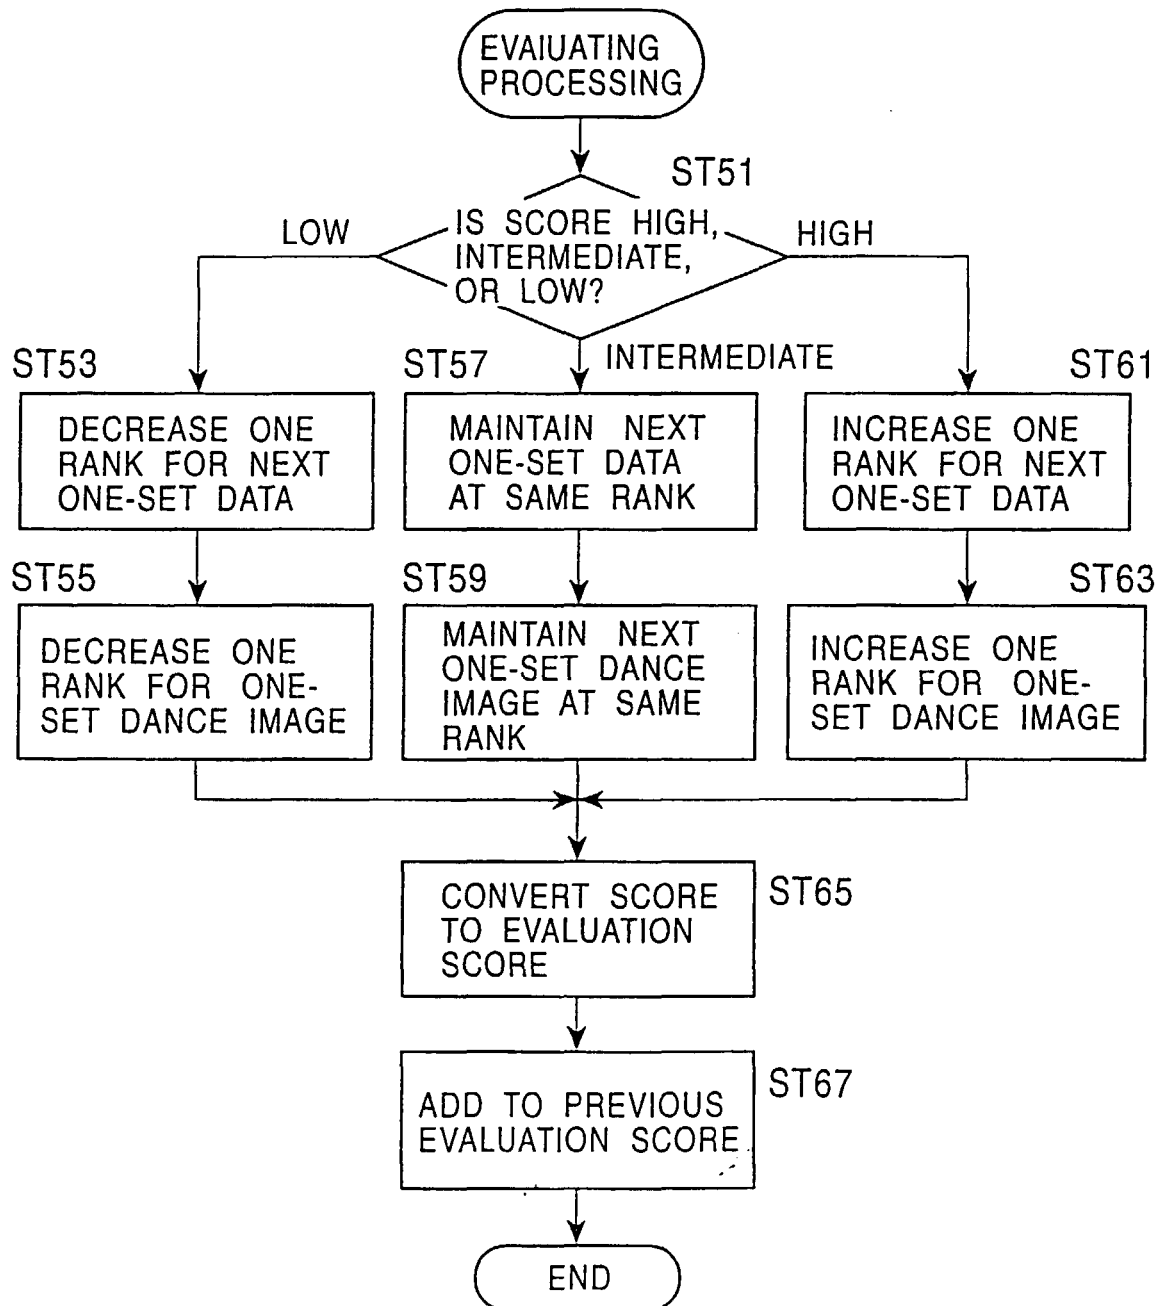 EVAIUATING
PROCESSING
ST51
IS SCORE HIGH,
INTERMEDIATE,
OR LOW?
LOW
HIGH
INTERMEDIATE
ST53
DECREASE ONE
RANK FOR NEXT
ONE-SET DATA
ST57
MAINTAIN NEXT
ONE-SET DATA
AT SAME RANK
ST61
INCREASE ONE
RANK FOR NEXT
ONE-SET DATA
ST55
DECREASE ONE
RANK FOR ONE-
SET DANCE IMAGE
ST59
MAINTAIN NEXT
ONE-SET DANCE
IMAGE AT SAME
RANK
ST63
INCREASE ONE
RANK FOR ONE-
SET DANCE IMAGE
CONVERT SCORE
TO EVALUATION
SCORE
ST65
ADD TO PREVIOUS
EVALUATION SCORE
ST67
END